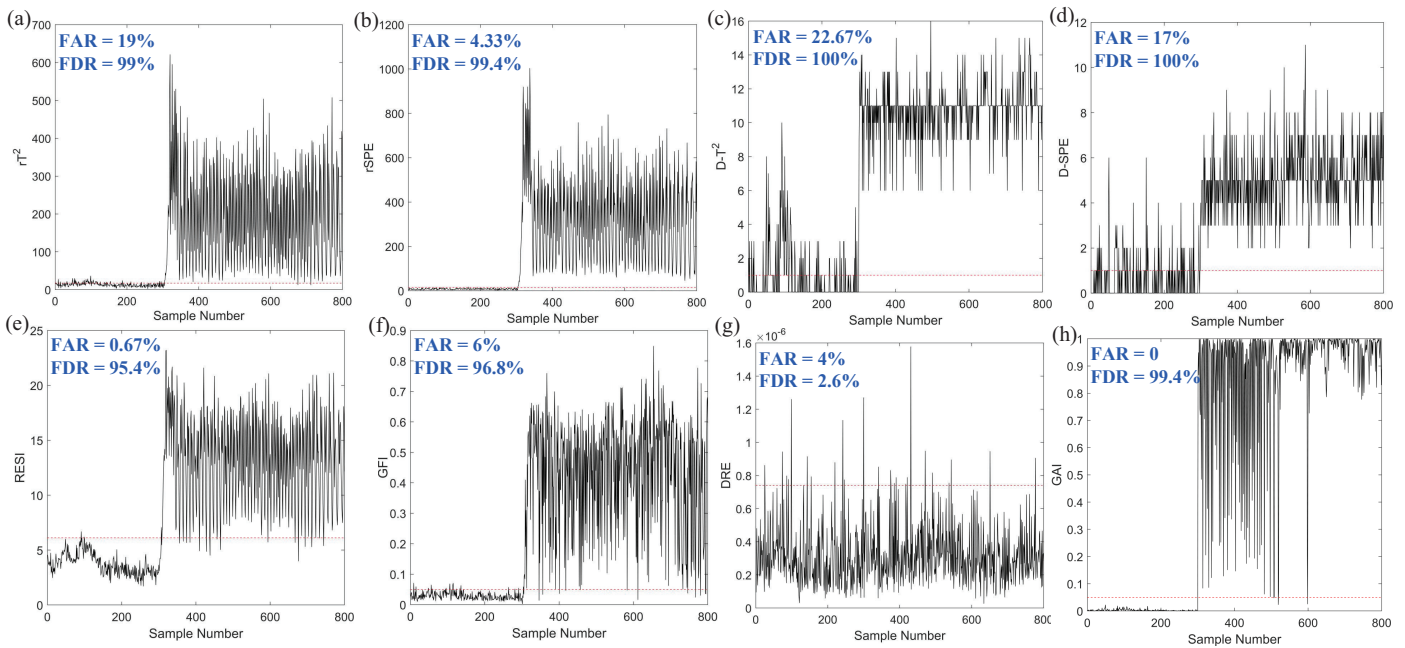 (a)
FAR = 19%
FDR = 99%
700
600
500
400
300
200
100
0
rT²
0 200 400 600 800
Sample Number
(b)
FAR = 4.33%
FDR = 99.4%
1200
1000
800
600
400
200
0
rSPE
0 200 400 600 800
Sample Number
(c)
FAR = 22.67%
FDR = 100%
16
14
12
10
8
6
4
2
0
D-T²
0 200 400 600 800
Sample Number
(d)
FAR = 17%
FDR = 100%
12
10
8
6
4
2
0
D-SPE
0 200 400 600 800
Sample Number
(e)
FAR = 0.67%
FDR = 95.4%
25
20
15
10
5
0
RESI
0 200 400 600 800
Sample Number
(f)
FAR = 6%
FDR = 96.8%
0.9
0.8
0.7
0.6
0.5
0.4
0.3
0.2
0.1
0
GFI
0 200 400 600 800
Sample Number
(g)
×10⁻⁶
FAR = 4%
FDR = 2.6%
1.6
1.4
1.2
1
0.8
0.6
0.4
0.2
0
DRE
0 200 400 600 800
Sample Number
(h)
FAR = 0
FDR = 99.4%
1
0.9
0.8
0.7
0.6
0.5
0.4
0.3
0.2
0.1
0
GAI
0 200 400 600 800
Sample Number